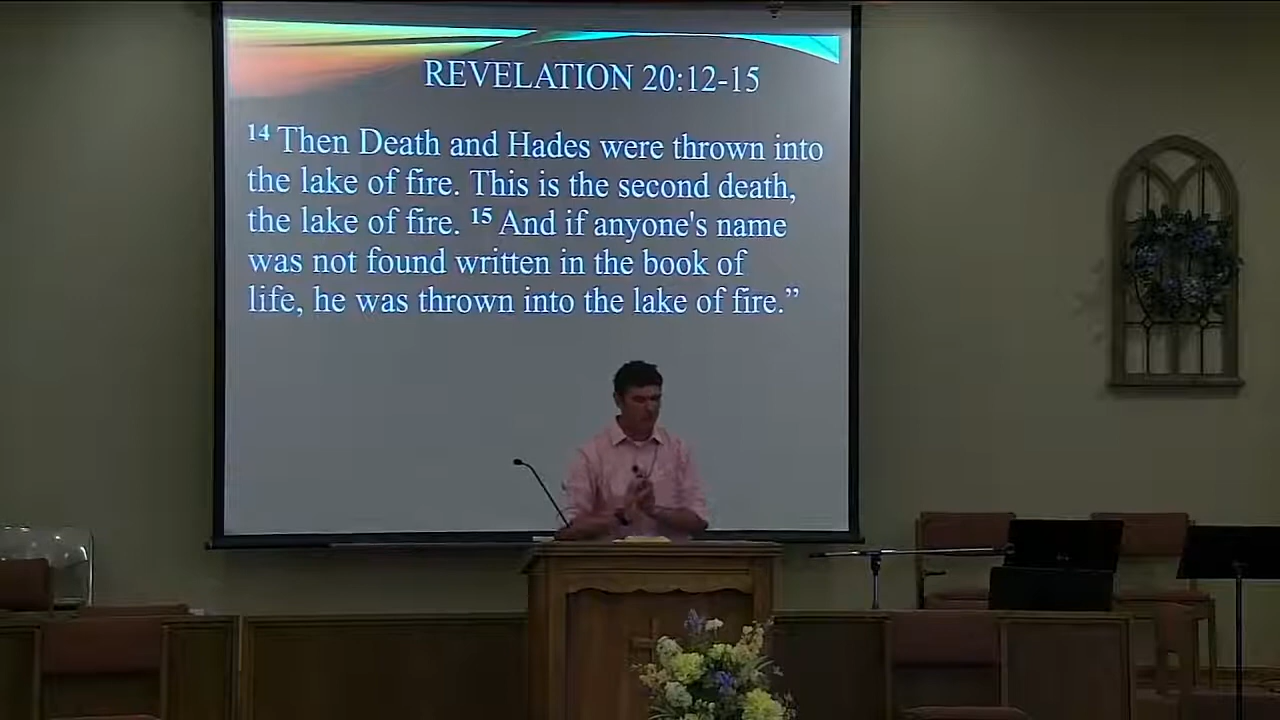 REVELATION 20:12-15
14 Then Death and Hades were thrown into
the lake of fire. This is the second death,
the lake of fire. 15 And if anyone's name
was not found written in the book of
life, he was thrown into the lake of fire.”